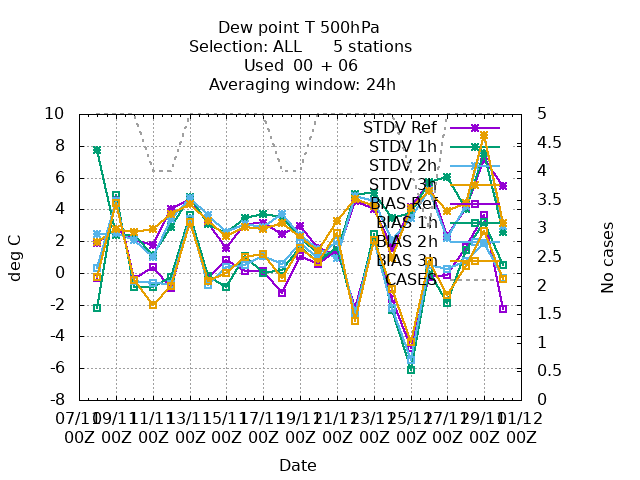 Dew point T 500hPa
Selection: ALL 5 stations
Used 00 + 06
Averaging window: 24h
deg C
10
8
6
4
2
0
-2
-4
-6
-8
STDV Ref
STDV 1h
STDV 2h
STDV 3h
BIAS Ref
BIAS 1h
BIAS 2h
BIAS 3h
CASES
5
4.5
4
3.5
3
2.5
2
1.5
1
0.5
0
No cases
07/11 09/11 11/11 13/11 15/11 17/11 19/11 21/11 23/11 25/11 27/11 29/11 01/12
00Z 00Z 00Z 00Z 00Z 00Z 00Z 00Z 00Z 00Z 00Z 00Z 00Z
Date